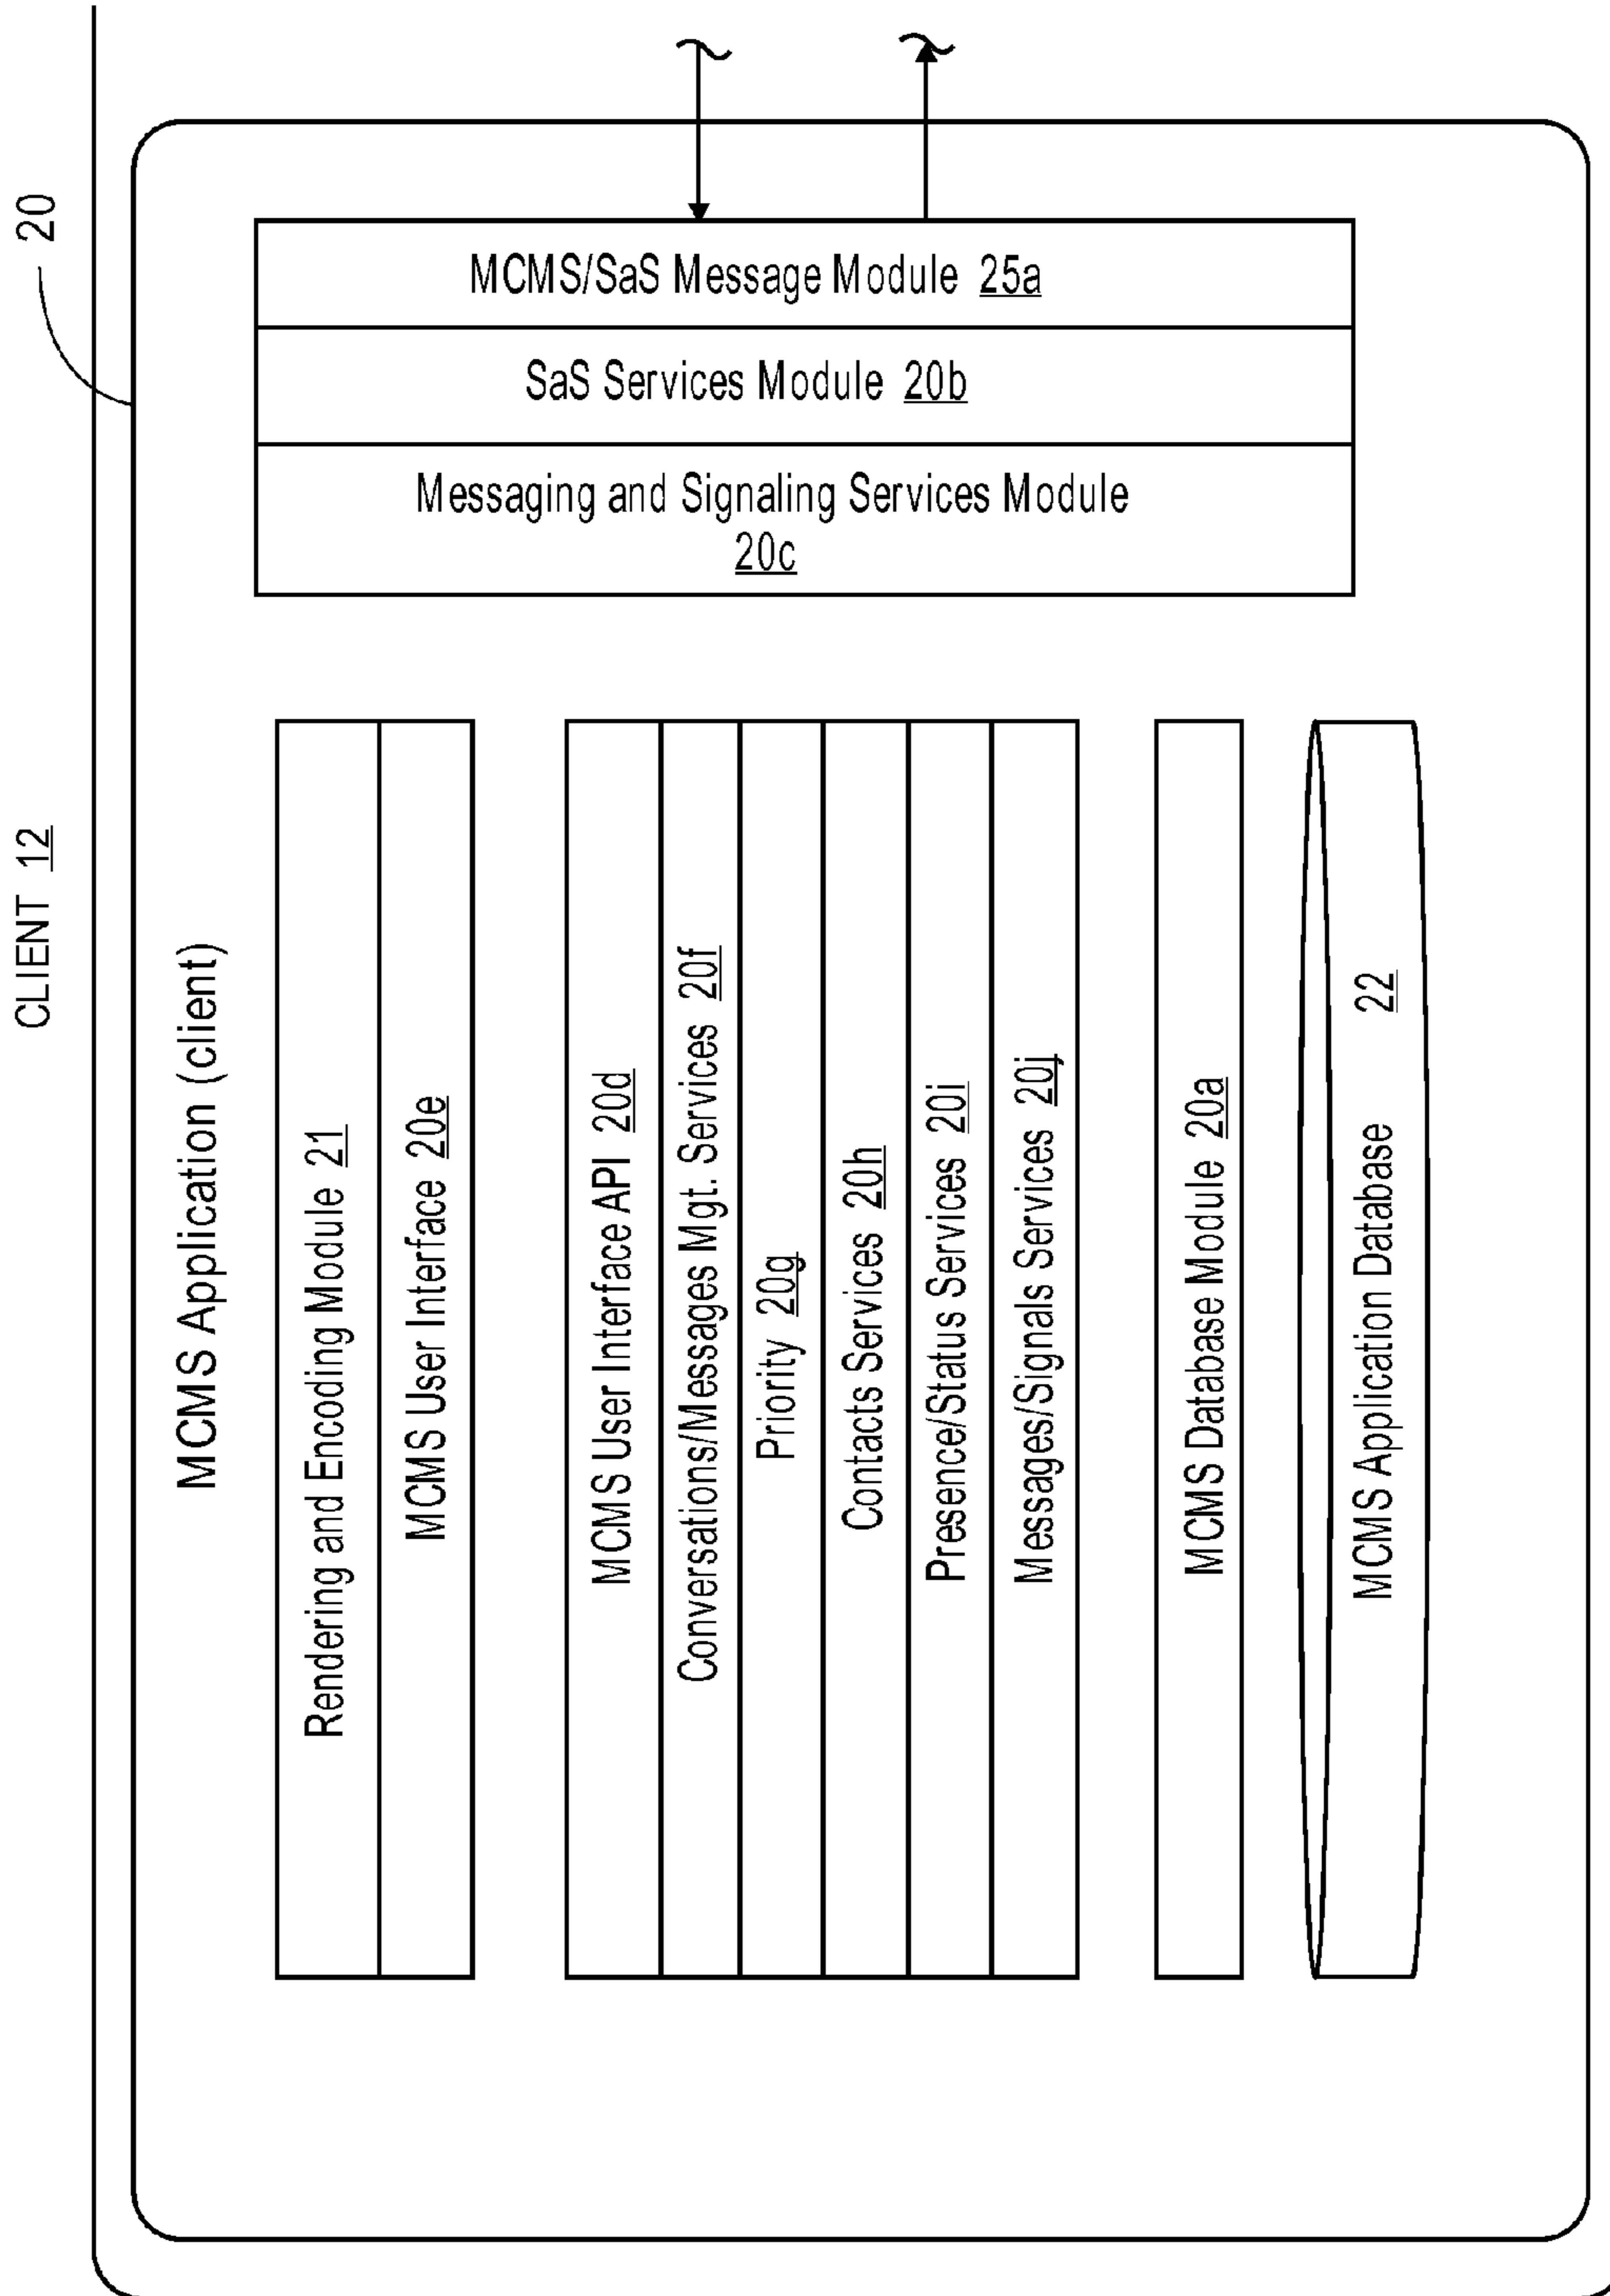 CLIENT 12
20
MCMS Application (client)
Rendering and Encoding Module 21
MCMS User Interface 20e
MCMS User Interface API 20d
Conversations/Messages Mgt. Services 20f
Priority 20g
Contacts Services 20h
Presence/Status Services 20i
Messages/Signals Services 20j
MCMS Database Module 20a
MCMS Application Database 22
MCMS/SaS Message Module 25a
SaS Services Module 20b
Messaging and Signaling Services Module
20c